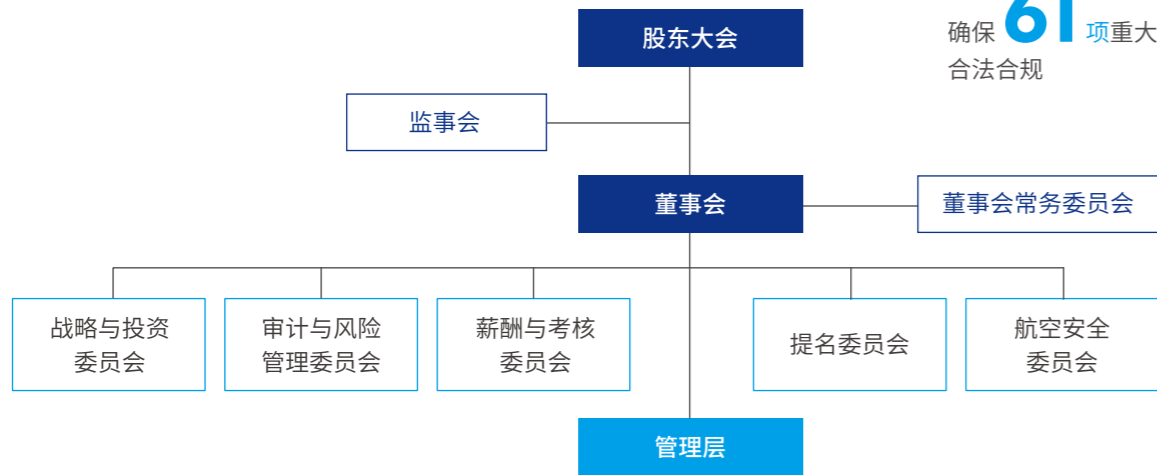 股东大会
确保 61 项重大
合法合规
监事会
董事会
董事会常务委员会
战略与投资
委员会
审计与风险
管理委员会
薪酬与考核
委员会
提名委员会
航空安全
委员会
管理层